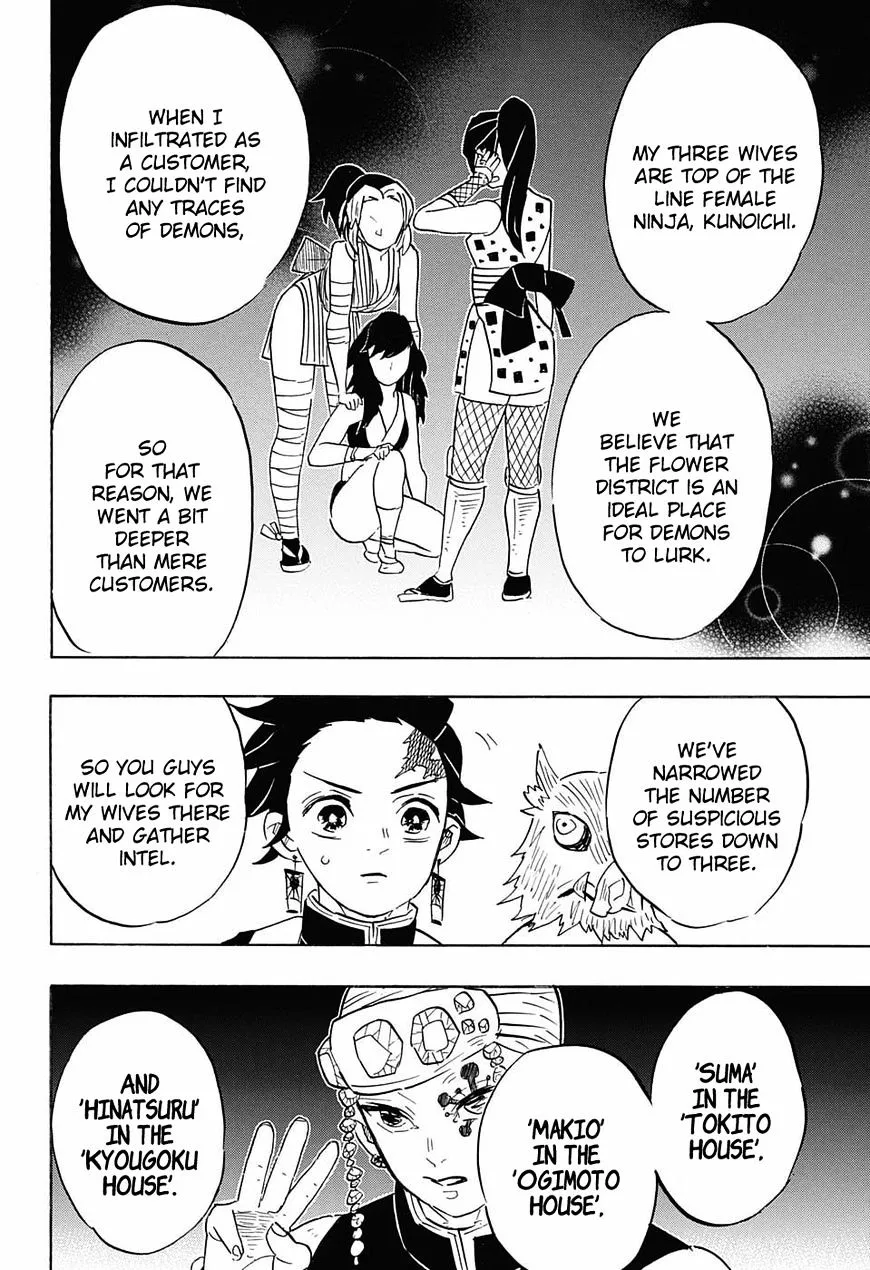 MY THREE WIVES
ARE TOP OF THE
LINE FEMALE
NINJA, KUNOICHI.
WE
BELIEVE THAT
THE FLOWER
DISTRICT IS AN
IDEAL PLACE
FOR DEMONS
TO LURK.
WHEN I
INFILTRATED AS
A CUSTOMER,
I COULDN'T FIND
ANY TRACES
OF DEMONS,
SO
FOR THAT
REASON, WE
WENT A BIT
DEEPER
THAN MERE
CUSTOMERS.
WE'VE
NARROWED
THE NUMBER
OF SUSPICIOUS
STORES DOWN
TO THREE.
SO YOU GUYS
WILL LOOK FOR
MY WIVES THERE
AND GATHER
INTEL.
'SUMA'
IN THE
'TOKITO
HOUSE'.
'MAKIO'
IN THE
'OGIMOTO
HOUSE',
AND
'HINATSURU'
IN THE
'KYOUGOKU
HOUSE'.